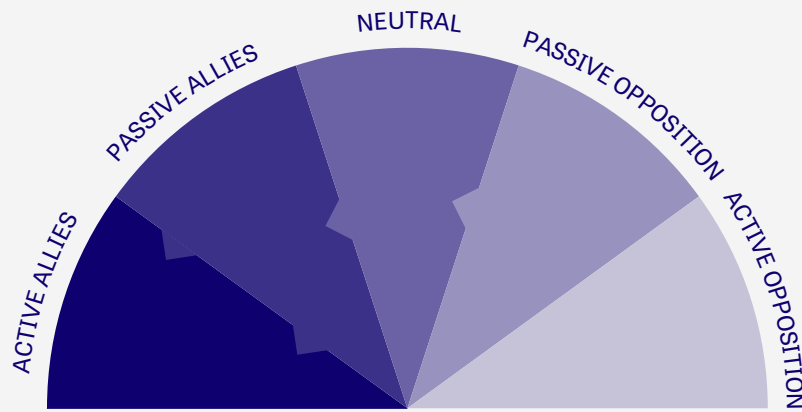 ACTIVE ALLIES
PASSIVE ALLIES
NEUTRAL
PASSIVE OPPOSITION
ACTIVE OPPOSITION